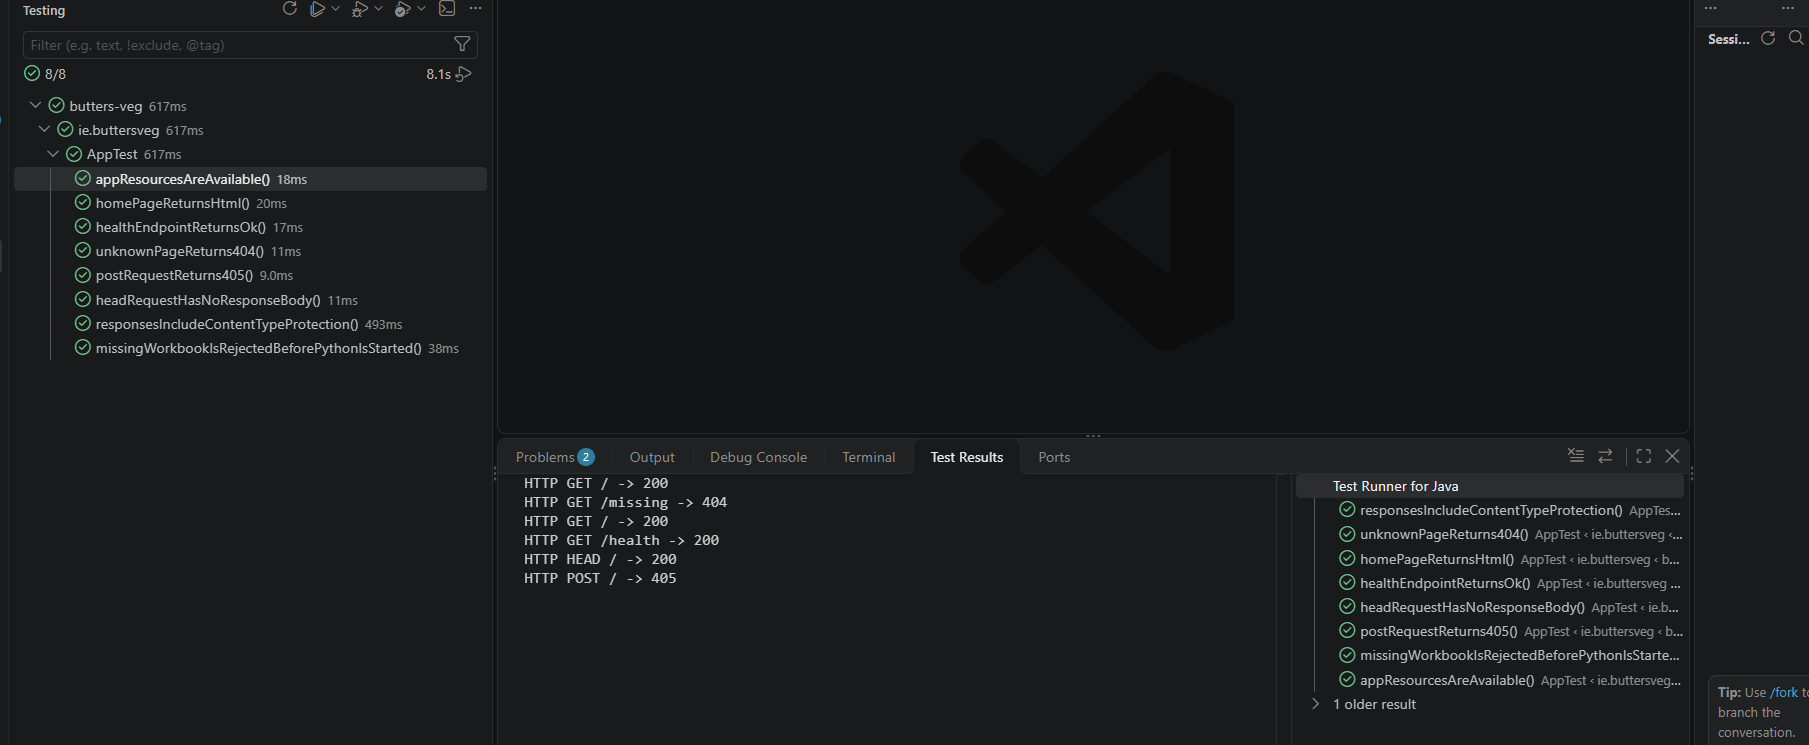 Testing
Filter (e.g. text, !exclude, @tag)
8/8 8.1s
butters-veg 617ms
ie.buttersveg 617ms
AppTest 617ms
appResourcesAreAvailable() 18ms
homePageReturnsHtml() 20ms
healthEndpointReturnsOk() 17ms
unknownPageReturns404() 11ms
postRequestReturns405() 9.0ms
headRequestHasNoResponseBody() 11ms
responsesIncludeContentTypeProtection() 493ms
missingWorkbookIsRejectedBeforePythonIsStarted() 38ms
Problems 2 Output Debug Console Terminal Test Results Ports
HTTP GET / -> 200
HTTP GET /missing -> 404
HTTP GET / -> 200
HTTP GET /health -> 200
HTTP HEAD / -> 200
HTTP POST / -> 405
Test Runner for Java
responsesIncludeContentTypeProtection() AppTes...
unknownPageReturns404() AppTest ‹ ie.buttersveg ‹...
homePageReturnsHtml() AppTest ‹ ie.buttersveg ‹ b...
healthEndpointReturnsOk() AppTest ‹ ie.buttersveg ...
headRequestHasNoResponseBody() AppTest ‹ ie.b...
postRequestReturns405() AppTest ‹ ie.buttersveg ‹ b...
missingWorkbookIsRejectedBeforePythonIsStarte...
appResourcesAreAvailable() AppTest ‹ ie.buttersveg...
1 older result
Sessi...
Tip: Use /fork to
branch the
conversation.